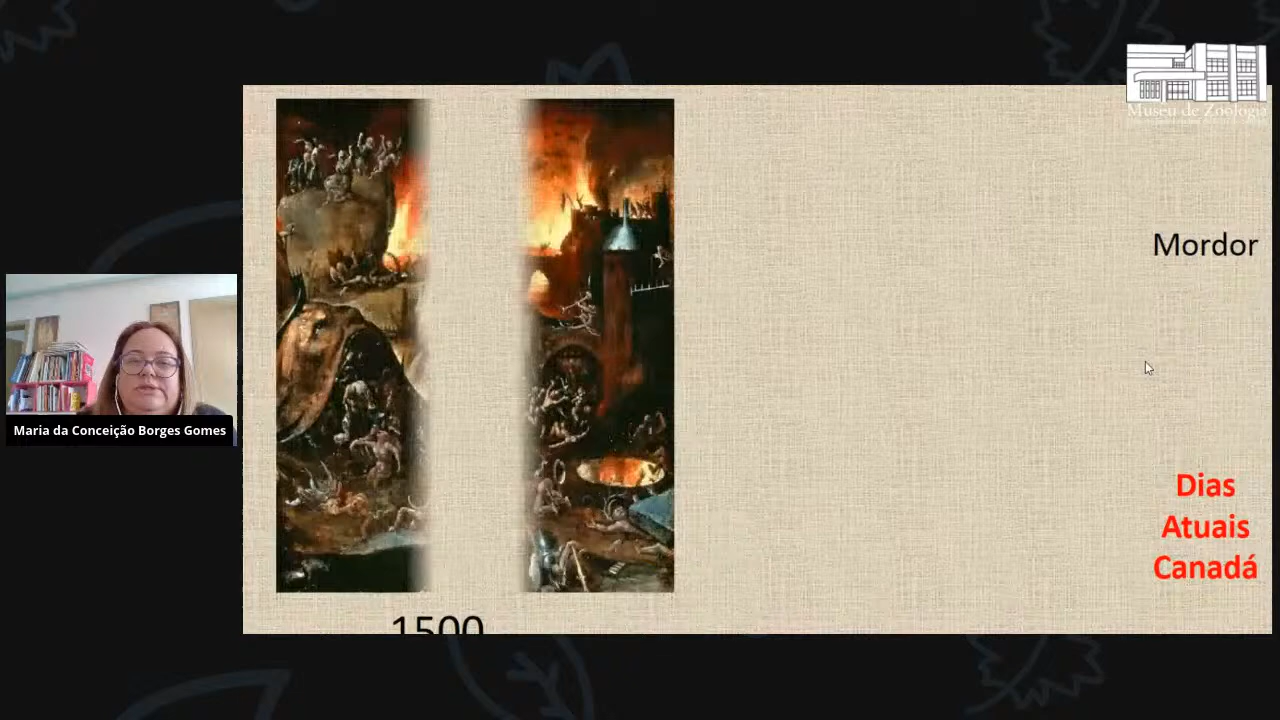 Museu de Zoologia
Mordor
Maria da Conceição Borges Gomes
Dias
Atuais
Canadá
1500